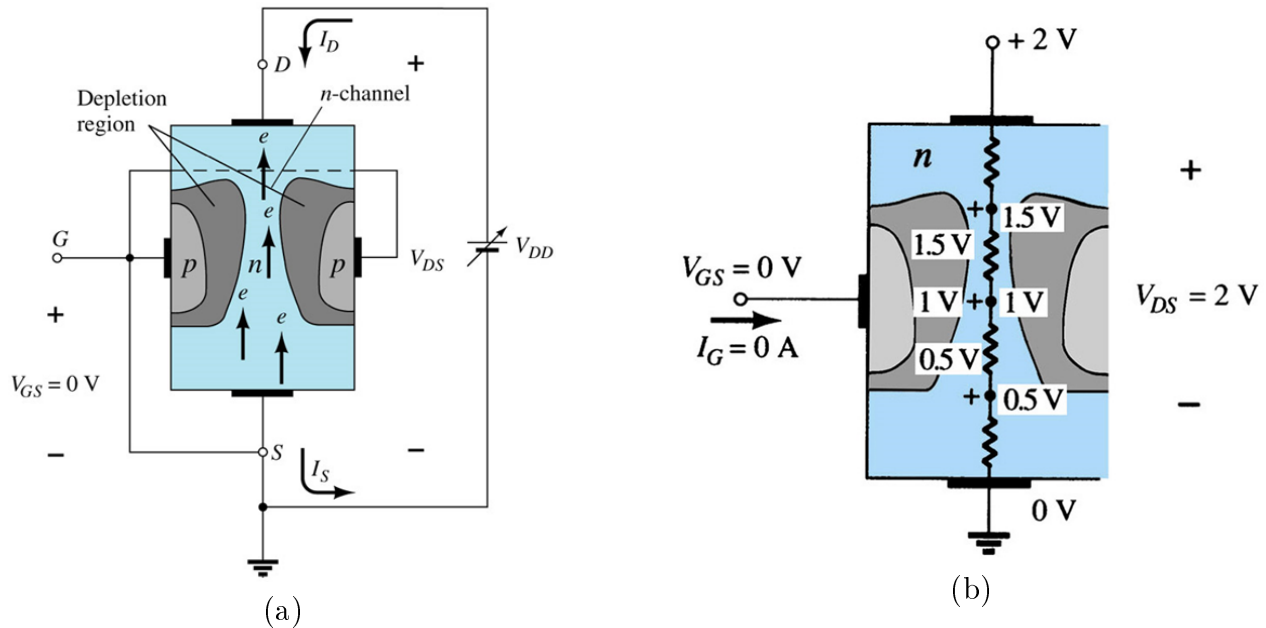 I_D
D
+
n-channel
Depletion
region
e
e
G
p
n
p
V_DS
V_DD
e
e
+
V_GS = 0 V
−
S
−
I_S
(a)
+ 2 V
n
+
+
1.5 V
1.5 V
V_GS = 0 V
1 V
+
1 V
V_DS = 2 V
I_G = 0 A
0.5 V
+
0.5 V
−
0 V
(b)